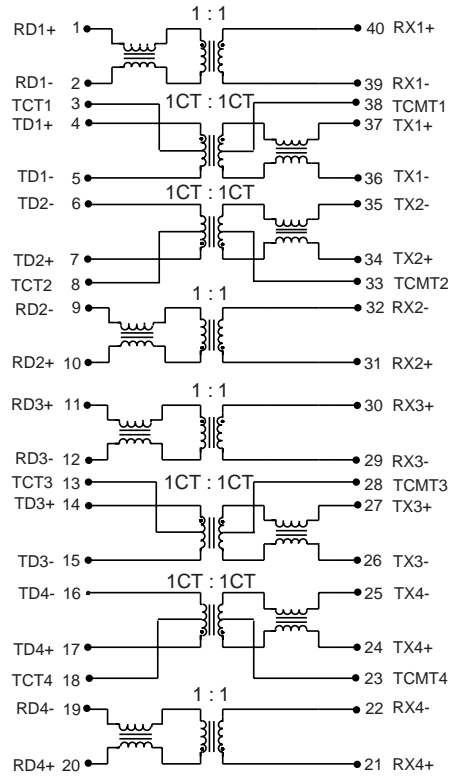 1 : 1
RD1+ 1 40 RX1+
RD1- 2 39 RX1-
TCT1 3 1CT : 1CT 38 TCMT1
TD1+ 4 37 TX1+
TD1- 5 36 TX1-
1CT : 1CT
TD2- 6 35 TX2-
TD2+ 7 34 TX2+
TCT2 8 33 TCMT2
1 : 1
RD2- 9 32 RX2-
RD2+ 10 31 RX2+
1 : 1
RD3+ 11 30 RX3+
RD3- 12 29 RX3-
TCT3 13 1CT : 1CT 28 TCMT3
TD3+ 14 27 TX3+
TD3- 15 26 TX3-
1CT : 1CT
TD4- 16 25 TX4-
TD4+ 17 24 TX4+
TCT4 18 23 TCMT4
1 : 1
RD4- 19 22 RX4-
RD4+ 20 21 RX4+